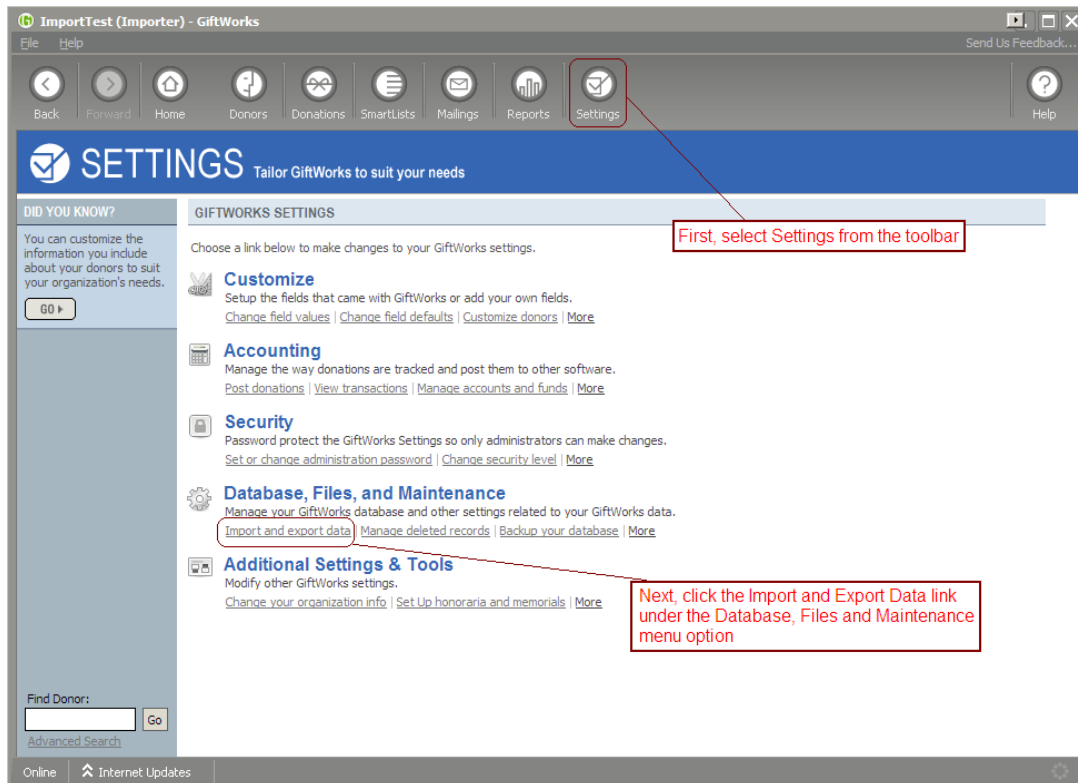 ImportTest (Importer) - GiftWorks
File Help Send Us Feedback...
Back Forward Home Donors Donations SmartLists Mailings Reports Settings Help
SETTINGS Tailor GiftWorks to suit your needs
DID YOU KNOW?
You can customize the
information you include
about your donors to suit
your organization's needs.
GO
GIFTWORKS SETTINGS
First, select Settings from the toolbar
Choose a link below to make changes to your GiftWorks settings.
Customize
Setup the fields that came with GiftWorks or add your own fields.
Change field values | Change field defaults | Customize donors | More
Accounting
Manage the way donations are tracked and post them to other software.
Post donations | View transactions | Manage accounts and funds | More
Security
Password protect the GiftWorks Settings so only administrators can make changes.
Set or change administration password | Change security level | More
Database, Files, and Maintenance
Manage your GiftWorks database and other settings related to your GiftWorks data.
Import and export data | Manage deleted records | Backup your database | More
Additional Settings & Tools
Modify other GiftWorks settings.
Change your organization info | Set Up honoraria and memorials | More
Next, click the Import and Export Data link
under the Database, Files and Maintenance
menu option
Find Donor:
Go
Advanced Search
Online Internet Updates